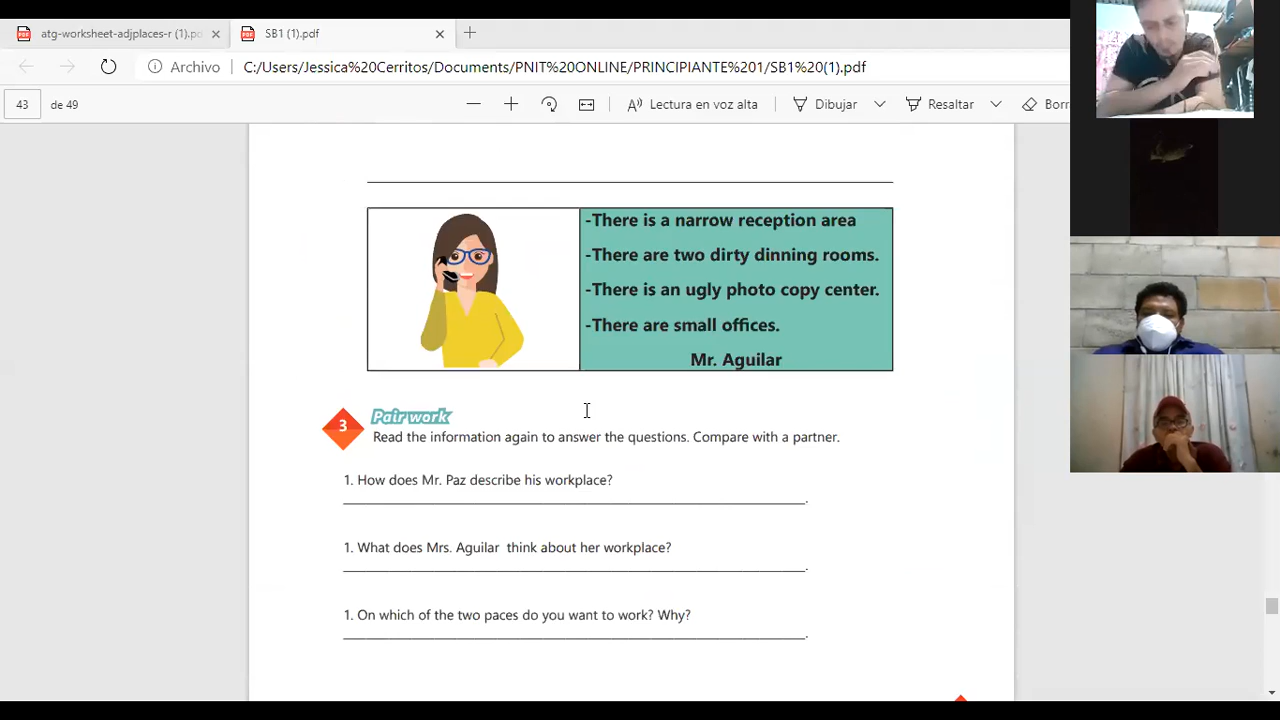 atg-worksheet-adjplaces-r (1).po
SB1 (1).pdf
Archivo
C:/Users/Jessica%20Cerritos/Documents/PNIT%20ONLINE/PRINCIPIANTE%201/SB1%20(1).pdf
43 de 49
Lectura en voz alta
Dibujar
Resaltar
Borr
-There is a narrow reception area
-There are two dirty dinning rooms.
-There is an ugly photo copy center.
-There are small offices.
Mr. Aguilar
3 Pair work
Read the information again to answer the questions. Compare with a partner.
1. How does Mr. Paz describe his workplace?
1. What does Mrs. Aguilar think about her workplace?
1. On which of the two paces do you want to work? Why?